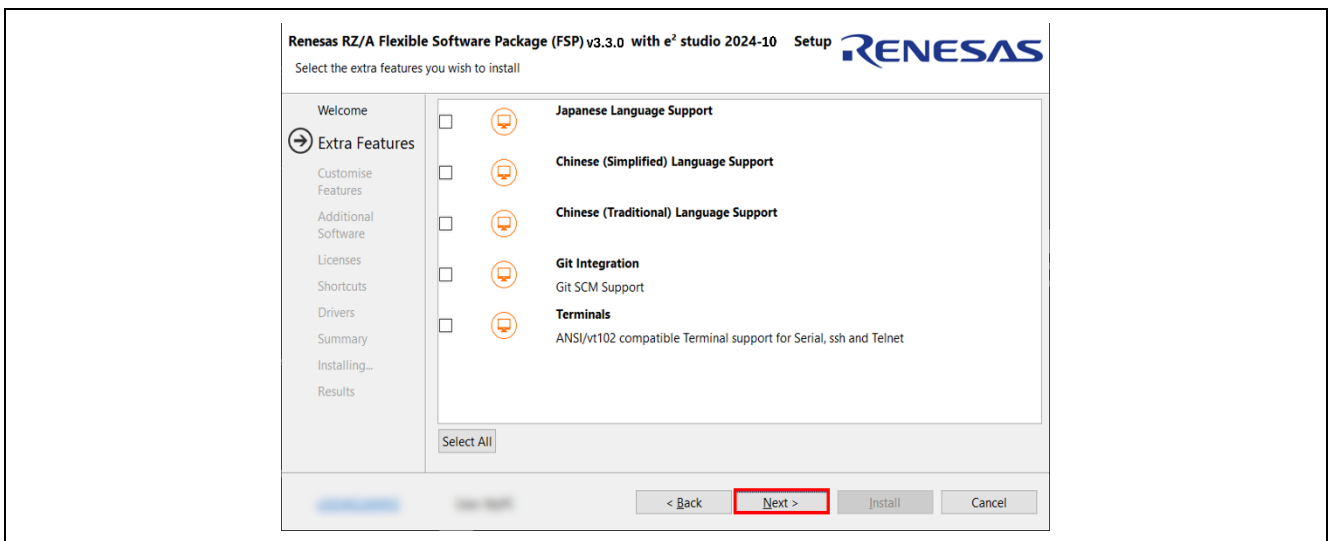 Renesas RZ/A Flexible Software Package (FSP) v3.3.0 with e² studio 2024-10 Setup
RENESAS
Select the extra features you wish to install
Welcome
Extra Features
Customise
Features
Additional
Software
Licenses
Shortcuts
Drivers
Summary
Installing...
Results
Japanese Language Support
Chinese (Simplified) Language Support
Chinese (Traditional) Language Support
Git Integration
Git SCM Support
Terminals
ANSI/vt102 compatible Terminal support for Serial, ssh and Telnet
Select All
< Back
Next >
Install
Cancel